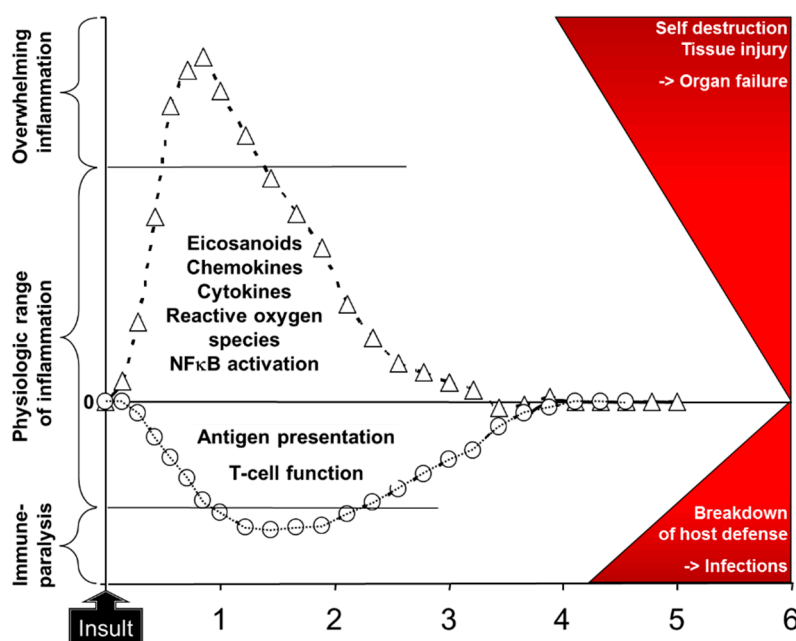 Overwhelming
inflammation
Physiologic range
of inflammation
Immune-
paralysis
0
Eicosanoids
Chemokines
Cytokines
Reactive oxygen
species
NFκB activation
Antigen presentation
T-cell function
Self destruction
Tissue injury
-> Organ failure
Breakdown
of host defense
-> Infections
Insult
1 2 3 4 5 6